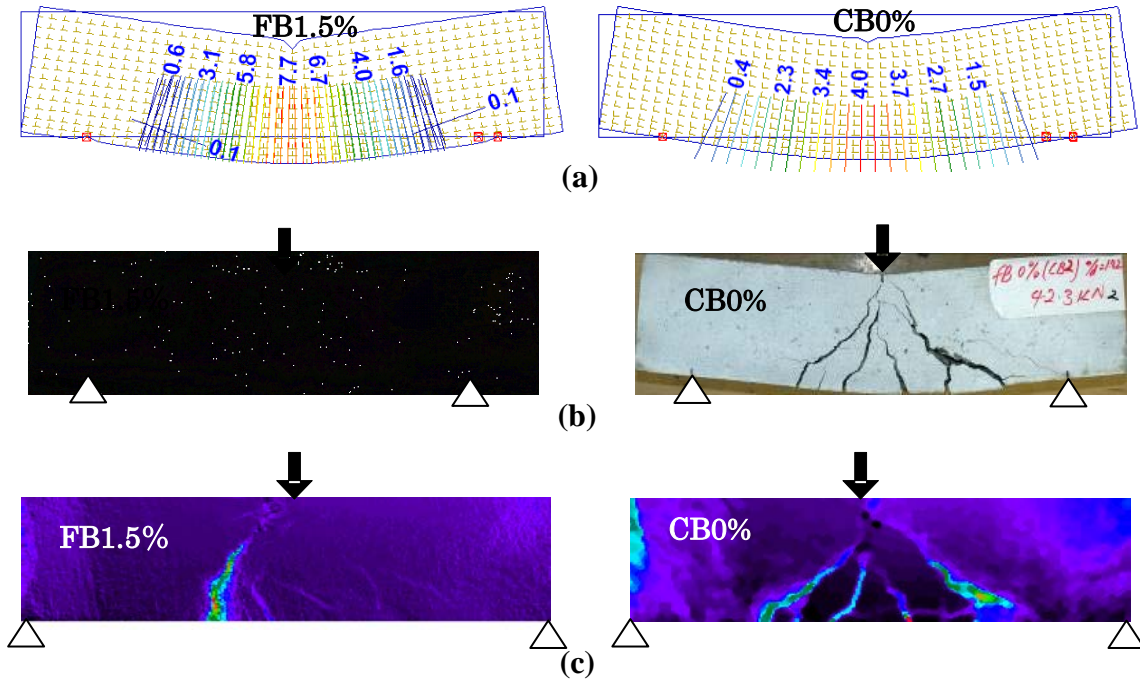 FB1.5%
0.6 3.1 5.8 7.7 6.7 4.0 1.6
0.1
0.1
CB0%
0.4 2.3 3.4 4.0 3.7 2.7 1.5
(a)
FB1.5%
CB0%
fB 0% (CB2)
42.3 KN 2
(b)
FB1.5%
CB0%
(c)